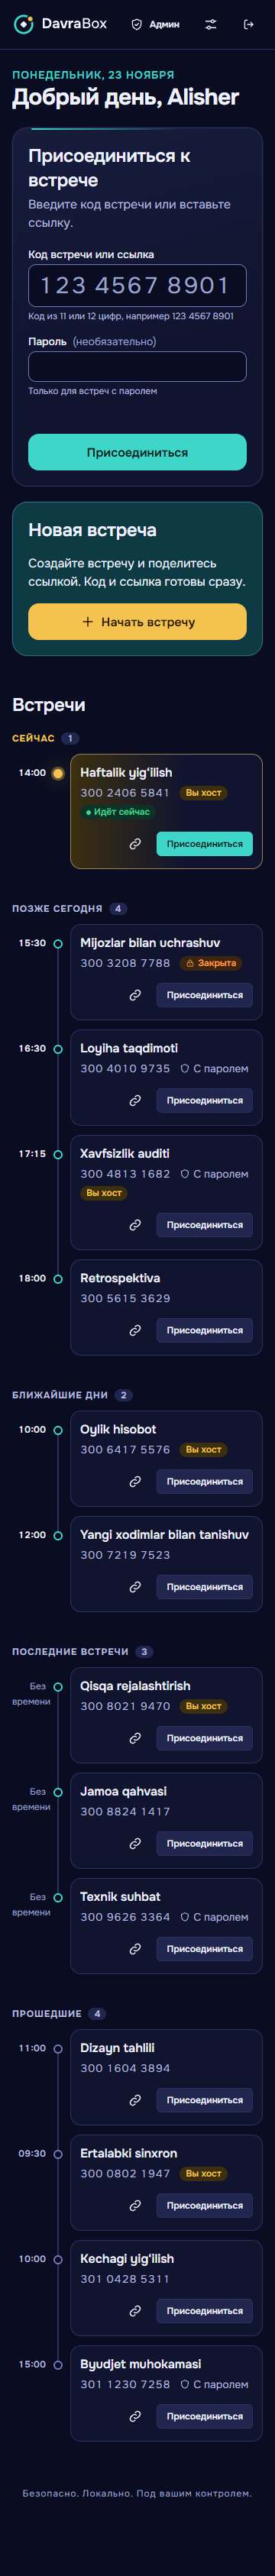 DavraBox Админ
ПОНЕДЕЛЬНИК, 23 НОЯБРЯ
Добрый день, Alisher
Присоединиться к
встрече
Введите код встречи или вставьте
ссылку.
Код встречи или ссылка
123 4567 8901
Код из 11 или 12 цифр, например 123 4567 8901
Пароль (необязательно)
Только для встреч с паролем
Присоединиться
Новая встреча
Создайте встречу и поделитесь
ссылкой. Код и ссылка готовы сразу.
+ Начать встречу
Встречи
СЕЙЧАС 1
14:00 Haftalik yig‘ilish
300 2406 5841 Вы хост
Идёт сейчас
Присоединиться
ПОЗЖЕ СЕГОДНЯ 4
15:30 Mijozlar bilan uchrashuv
300 3208 7788 Закрыта
Присоединиться
16:30 Loyiha taqdimoti
300 4010 9735 С паролем
Присоединиться
17:15 Xavfsizlik auditi
300 4813 1682 С паролем
Вы хост
Присоединиться
18:00 Retrospektiva
300 5615 3629
Присоединиться
БЛИЖАЙШИЕ ДНИ 2
10:00 Oylik hisobot
300 6417 5576 Вы хост
Присоединиться
12:00 Yangi xodimlar bilan tanishuv
300 7219 7523
Присоединиться
ПОСЛЕДНИЕ ВСТРЕЧИ 3
Без времени Qisqa rejalashtirish
300 8021 9470 Вы хост
Присоединиться
Без времени Jamoa qahvasi
300 8824 1417
Присоединиться
Без времени Texnik suhbat
300 9626 3364 С паролем
Присоединиться
ПРОШЕДШИЕ 4
11:00 Dizayn tahlili
300 1604 3894
Присоединиться
09:30 Ertalabki sinxron
300 0802 1947 Вы хост
Присоединиться
10:00 Kechagi yig‘ilish
301 0428 5311
Присоединиться
15:00 Byudjet muhokamasi
301 1230 7258 С паролем
Присоединиться
Безопасно. Локально. Под вашим контролем.